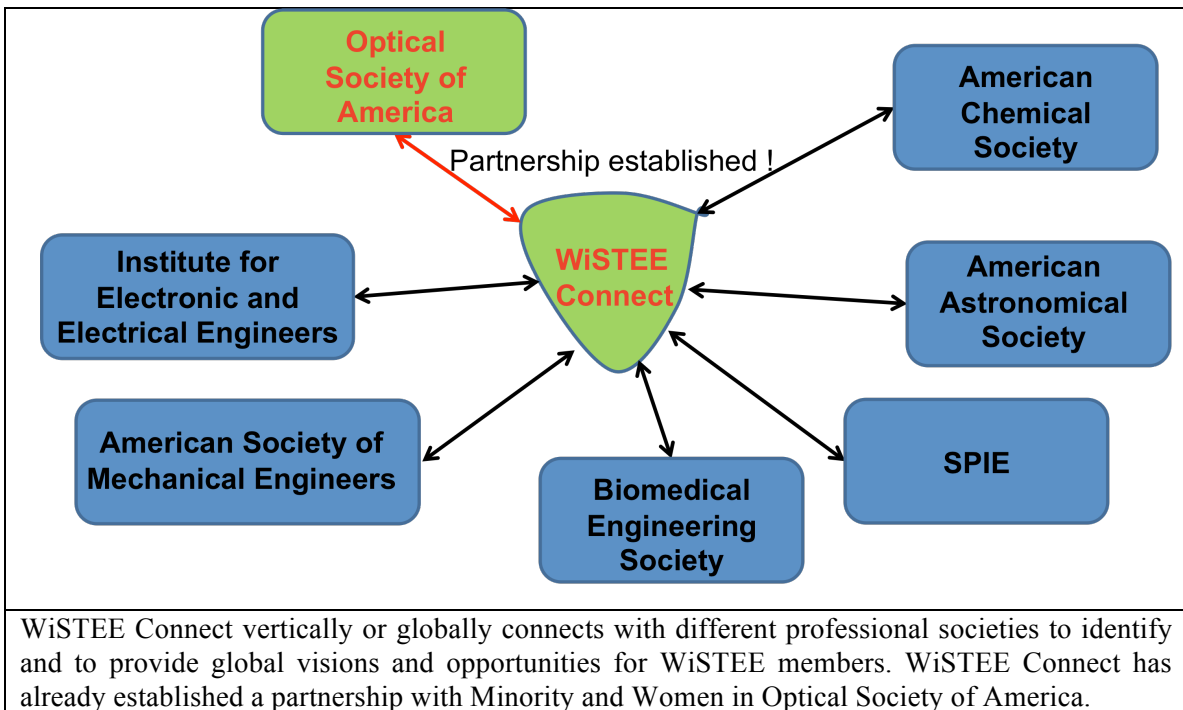 Optical
Society of
America
American
Chemical
Society
Partnership established !
WiSTEE
Connect
Institute for
Electronic and
Electrical Engineers
American
Astronomical
Society
American Society of
Mechanical Engineers
SPIE
Biomedical
Engineering
Society
WiSTEE Connect vertically or globally connects with different professional societies to identify
and to provide global visions and opportunities for WiSTEE members. WiSTEE Connect has
already established a partnership with Minority and Women in Optical Society of America.